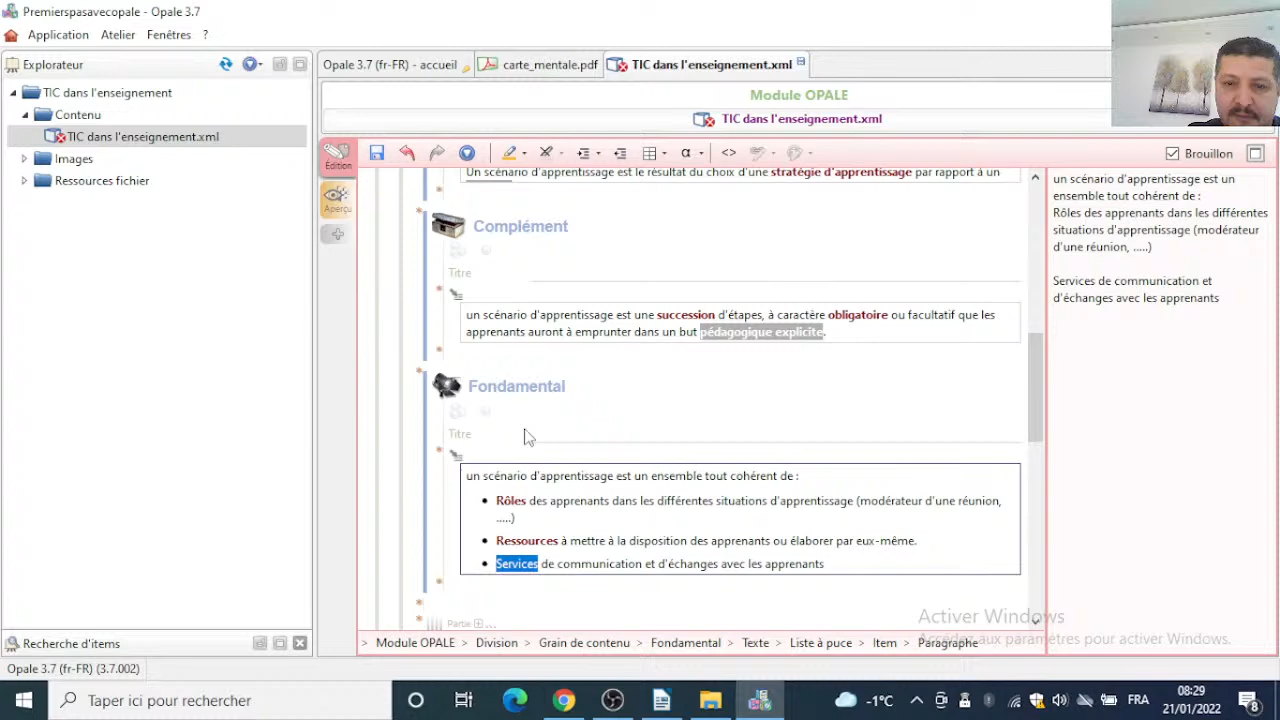 Premierspasavecopale - Opale 3.7
Application Atelier Fenêtres ?
Explorateur
TIC dans l'enseignement
Contenu
TIC dans l'enseignement.xml
Images
Ressources fichier
Recherche d'items
Opale 3.7 (fr-FR) - accueil carte_mentale.pdf TIC dans l'enseignement.xml
Module OPALE
TIC dans l'enseignement.xml
Édition
Aperçu
Brouillon
Un scénario d'apprentissage est le résultat du choix d'une stratégie d'apprentissage par rapport à un
Complément
Titre
un scénario d'apprentissage est une succession d'étapes, à caractère obligatoire ou facultatif que les
apprenants auront à emprunter dans un but pédagogique explicite.
Fondamental
Titre
un scénario d'apprentissage est un ensemble tout cohérent de :
• Rôles des apprenants dans les différentes situations d'apprentissage (modérateur d'une réunion,
.....)
• Ressources à mettre à la disposition des apprenants ou élaborer par eux-même.
• Services de communication et d'échanges avec les apprenants
Partie ...
> Module OPALE > Division > Grain de contenu > Fondamental > Texte > Liste à puce > Item > Paragraphe
un scénario d'apprentissage est un
ensemble tout cohérent de :
Rôles des apprenants dans les différentes
situations d'apprentissage (modérateur
d'une réunion, .....)
Services de communication et
d'échanges avec les apprenants
Activer Windows
Accédez aux paramètres pour activer Windows.
Opale 3.7 (fr-FR) (3.7.002)
Taper ici pour rechercher
-1°C
FRA
08:29
21/01/2022
8